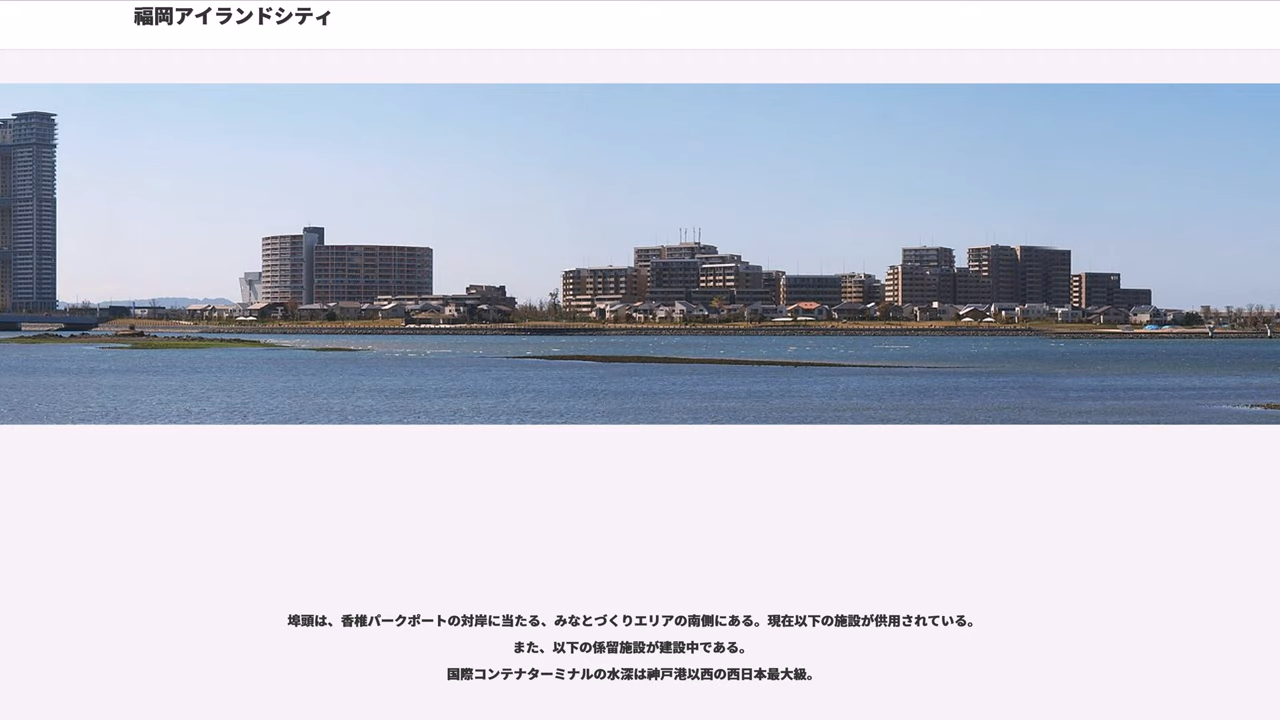 福岡アイランドシティ
埠頭は、香椎パークポートの対岸に当たる、みなとづくりエリアの南側にある。現在以下の施設が供用されている。
また、以下の係留施設が建設中である。
国際コンテナターミナルの水深は神戸港以西の西日本最大級。